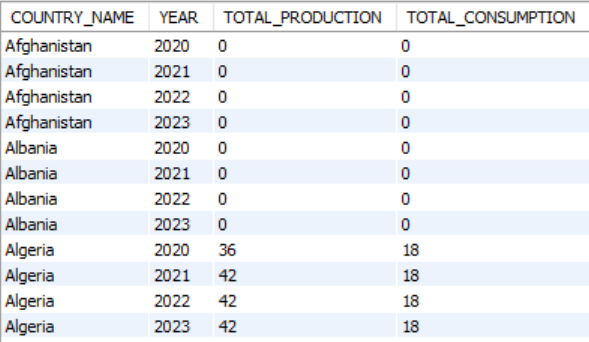 COUNTRY_NAME YEAR TOTAL_PRODUCTION TOTAL_CONSUMPTION
Afghanistan 2020 0 0
Afghanistan 2021 0 0
Afghanistan 2022 0 0
Afghanistan 2023 0 0
Albania 2020 0 0
Albania 2021 0 0
Albania 2022 0 0
Albania 2023 0 0
Algeria 2020 36 18
Algeria 2021 42 18
Algeria 2022 42 18
Algeria 2023 42 18